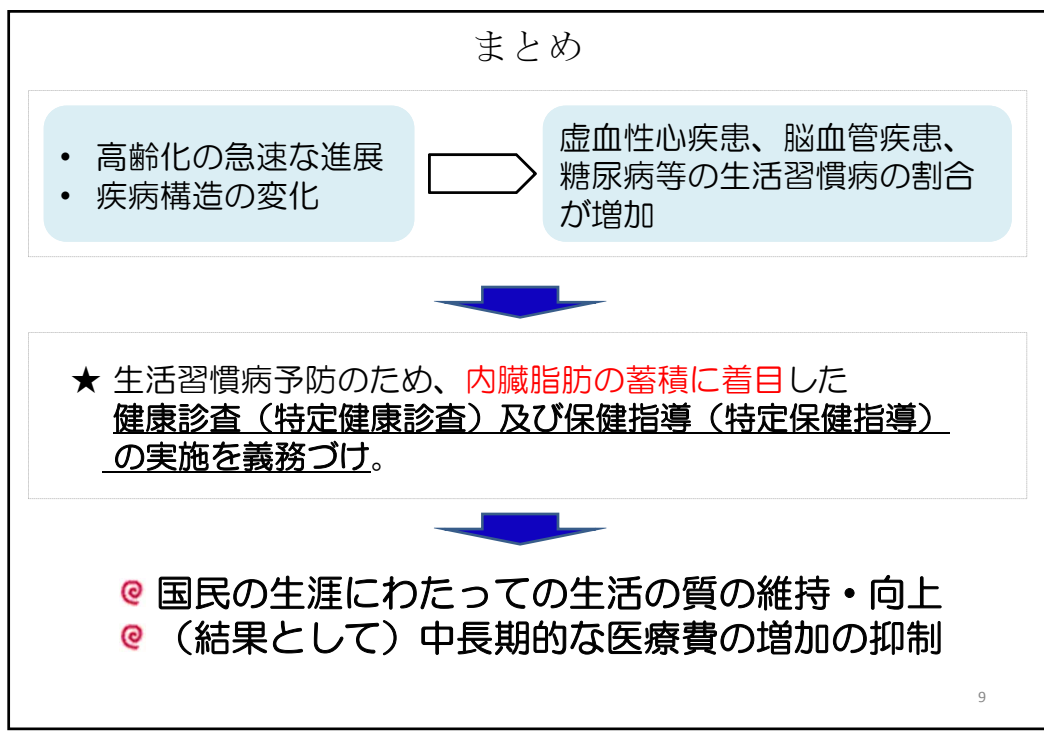 まとめ
• 高齢化の急速な進展
• 疾病構造の変化
虚血性心疾患、脳血管疾患、
糖尿病等の生活習慣病の割合
が増加
★ 生活習慣病予防のため、内臓脂肪の蓄積に着目した
健康診査（特定健康診査）及び保健指導（特定保健指導）
の実施を義務づけ。
国民の生涯にわたっての生活の質の維持・向上
（結果として）中長期的な医療費の増加の抑制
9